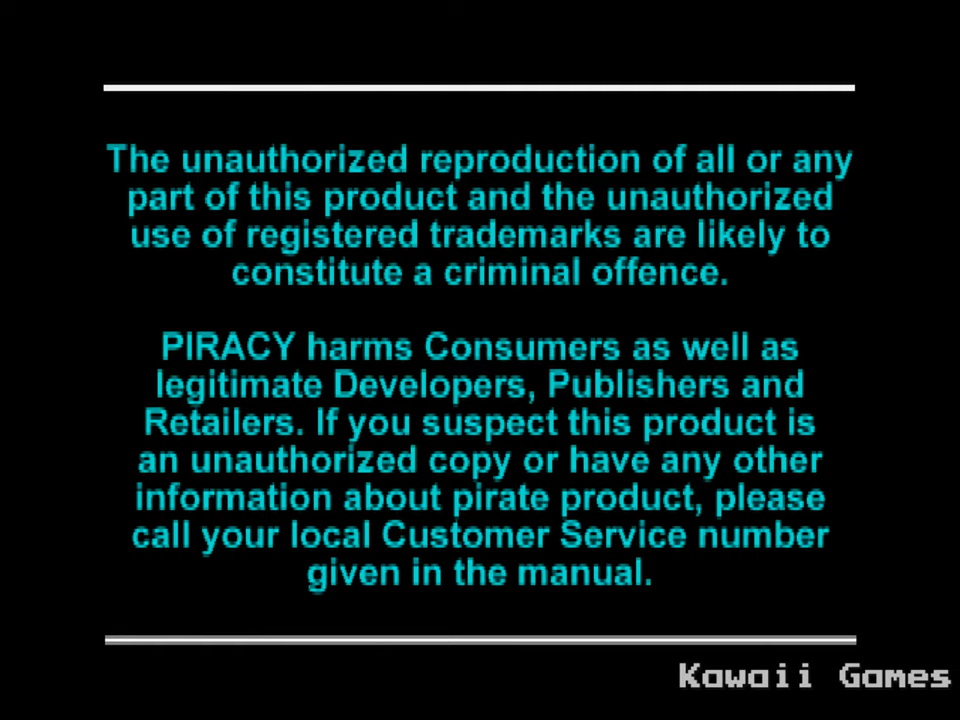 The unauthorized reproduction of all or any
part of this product and the unauthorized
use of registered trademarks are likely to
constitute a criminal offence.
PIRACY harms Consumers as well as
legitimate Developers, Publishers and
Retailers. If you suspect this product is
an unauthorized copy or have any other
information about pirate product, please
call your local Customer Service number
given in the manual.
Kawaii Games